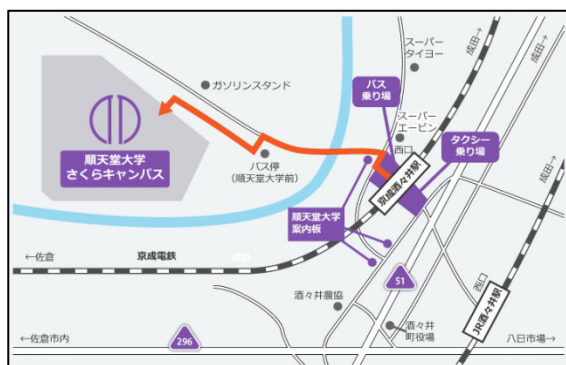 成田→
成田→
スーパー
タイヨー
バス
乗り場
ガソリンスタンド
スーパー
エービン
西口
タクシー
乗り場
順天堂大学
さくらキャンパス
バス停
(順天堂大学前)
京成酒々井駅
成田→
順天堂大学
案内板
←佐倉
京成電鉄
51
西口
酒々井農協
JR酒々井駅
酒々井
町役場
←佐倉市内
296
八日市場→